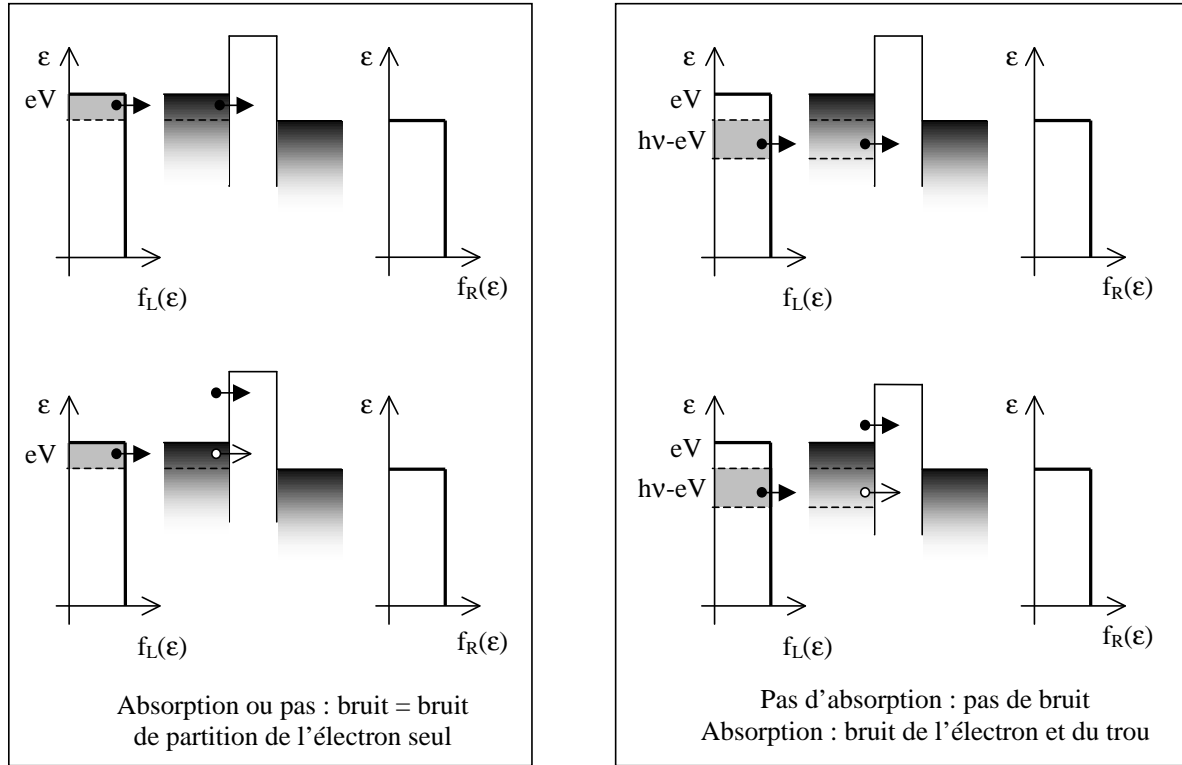 ε
ε
eV
f_L(ε)
f_R(ε)
ε
ε
eV
f_L(ε)
f_R(ε)
Absorption ou pas : bruit = bruit
de partition de l’électron seul
ε
ε
eV
hν-eV
f_L(ε)
f_R(ε)
ε
ε
eV
hν-eV
f_L(ε)
f_R(ε)
Pas d’absorption : pas de bruit
Absorption : bruit de l’électron et du trou